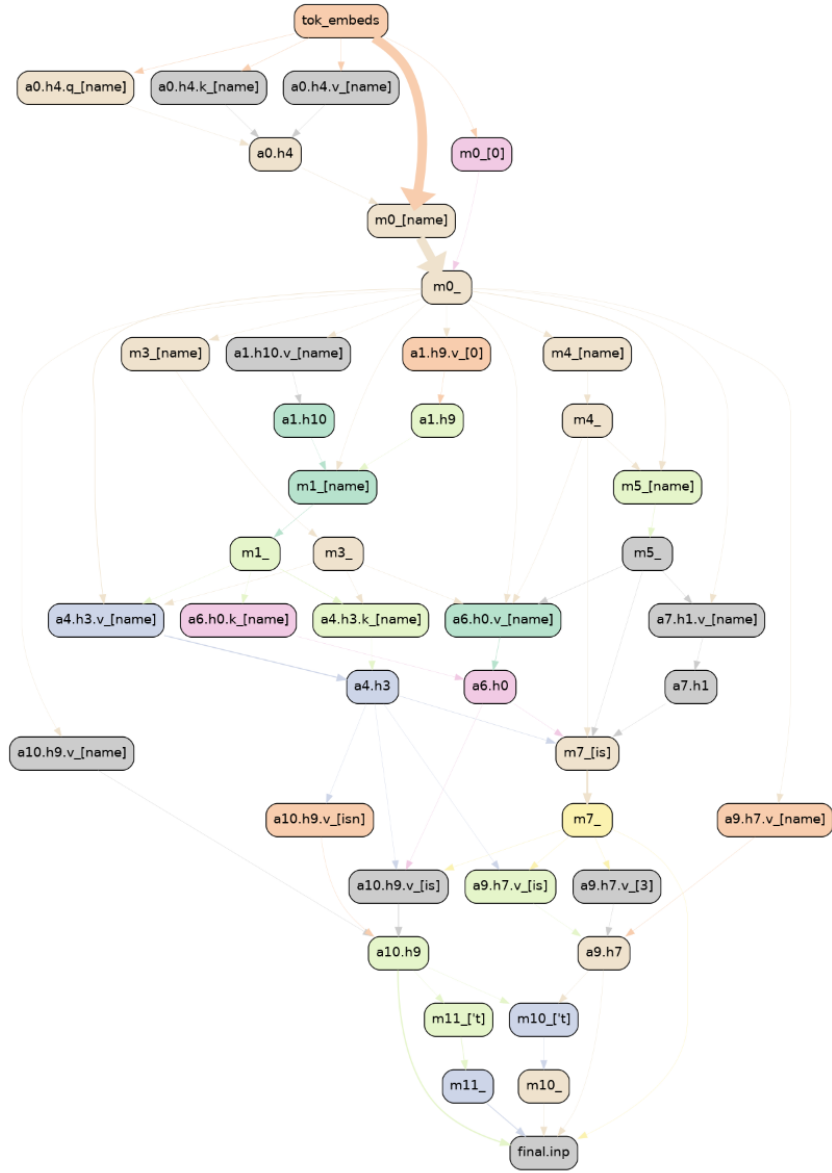 tok_embeds
a0.h4.q_[name] a0.h4.k_[name] a0.h4.v_[name]
a0.h4 m0_[0]
m0_[name]
m0_
m3_[name] a1.h10.v_[name] a1.h9.v_[0] m4_[name]
a1.h10 a1.h9 m4_
m1_[name] m5_[name]
m1_ m3_ m5_
a4.h3.v_[name] a6.h0.k_[name] a4.h3.k_[name] a6.h0.v_[name] a7.h1.v_[name]
a4.h3 a6.h0 a7.h1
a10.h9.v_[name] m7_[is]
a10.h9.v_[isn] m7_ a9.h7.v_[name]
a10.h9.v_[is] a9.h7.v_[is] a9.h7.v_[3]
a10.h9 a9.h7
m11_['t] m10_['t]
m11_ m10_
final.inp